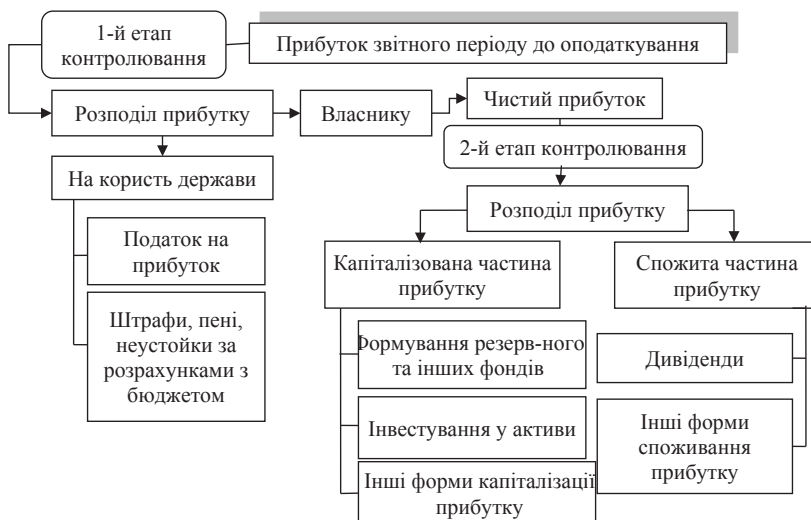 1-й етап
контролювання
Прибуток звітного періоду до оподаткування
Розподіл прибутку
Власнику
Чистий прибуток
2-й етап контролювання
На користь держави
Розподіл прибутку
Податок на
прибуток
Капіталізована частина
прибутку
Спожита частина
прибутку
Штрафи, пені,
неустойки за
розрахунками з
бюджетом
Формування резерв-ного
та інших фондів
Дивіденди
Інвестування у активи
Інші форми
споживання
прибутку
Інші форми капіталізації
прибутку